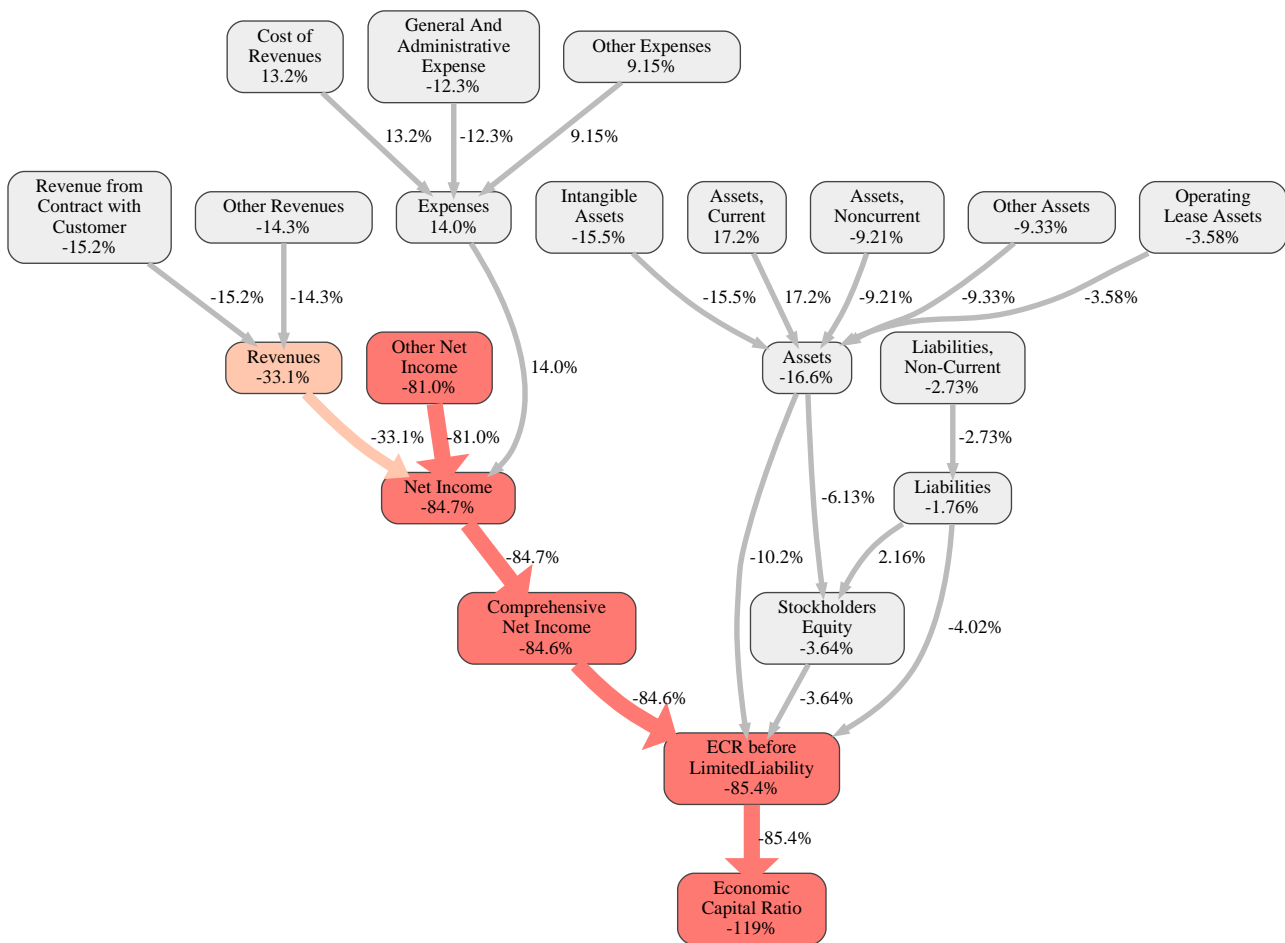 Cost of
Revenues
13.2%
General And
Administrative
Expense
-12.3%
Other Expenses
9.15%
13.2%
-12.3%
9.15%
Revenue from
Contract with
Customer
-15.2%
Other Revenues
-14.3%
Expenses
14.0%
Intangible
Assets
-15.5%
Assets,
Current
17.2%
Assets,
Noncurrent
-9.21%
Other Assets
-9.33%
Operating
Lease Assets
-3.58%
-15.2%
-14.3%
-15.5%
17.2%
-9.21%
-9.33%
-3.58%
Revenues
-33.1%
Other Net
Income
-81.0%
14.0%
Assets
-16.6%
Liabilities,
Non-Current
-2.73%
-33.1%
-81.0%
-2.73%
Net Income
-84.7%
-6.13%
Liabilities
-1.76%
-84.7%
-10.2%
2.16%
Comprehensive
Net Income
-84.6%
Stockholders
Equity
-3.64%
-4.02%
-84.6%
-3.64%
ECR before
LimitedLiability
-85.4%
-85.4%
Economic
Capital Ratio
-119%